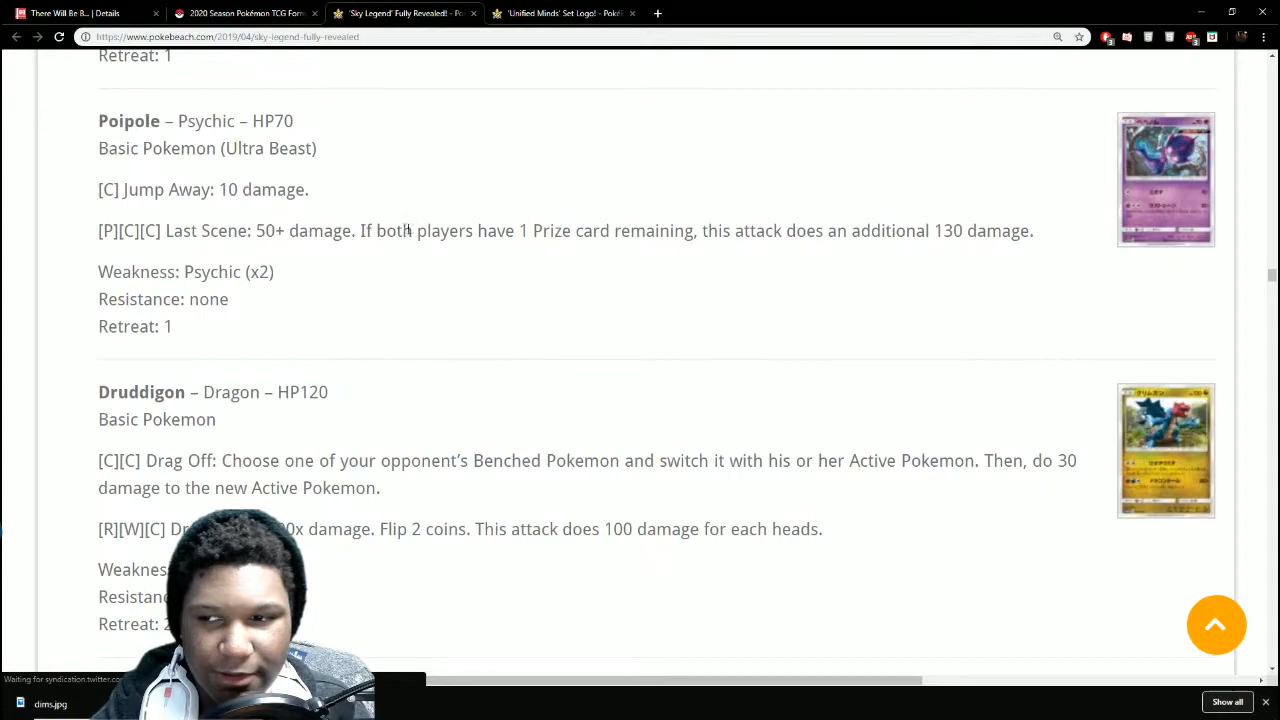 There Will Be B... | Details
2020 Season Pokémon TCG Form
'Sky Legend' Fully Revealed! - Po
'Unified Minds' Set Logo! - Poké
https://www.pokebeach.com/2019/04/sky-legend-fully-revealed
Retreat: 1
Poipole – Psychic – HP70
Basic Pokemon (Ultra Beast)
[C] Jump Away: 10 damage.
[P][C][C] Last Scene: 50+ damage. If both players have 1 Prize card remaining, this attack does an additional 130 damage.
Weakness: Psychic (x2)
Resistance: none
Retreat: 1
Druddigon – Dragon – HP120
Basic Pokemon
[C][C] Drag Off: Choose one of your opponent's Benched Pokemon and switch it with his or her Active Pokemon. Then, do 30
damage to the new Active Pokemon.
[R][W][C] Dr 0x damage. Flip 2 coins. This attack does 100 damage for each heads.
Weaknes
Resistanc
Retreat: 2
Waiting for syndication.twitter.com
dims.jpg
Show all